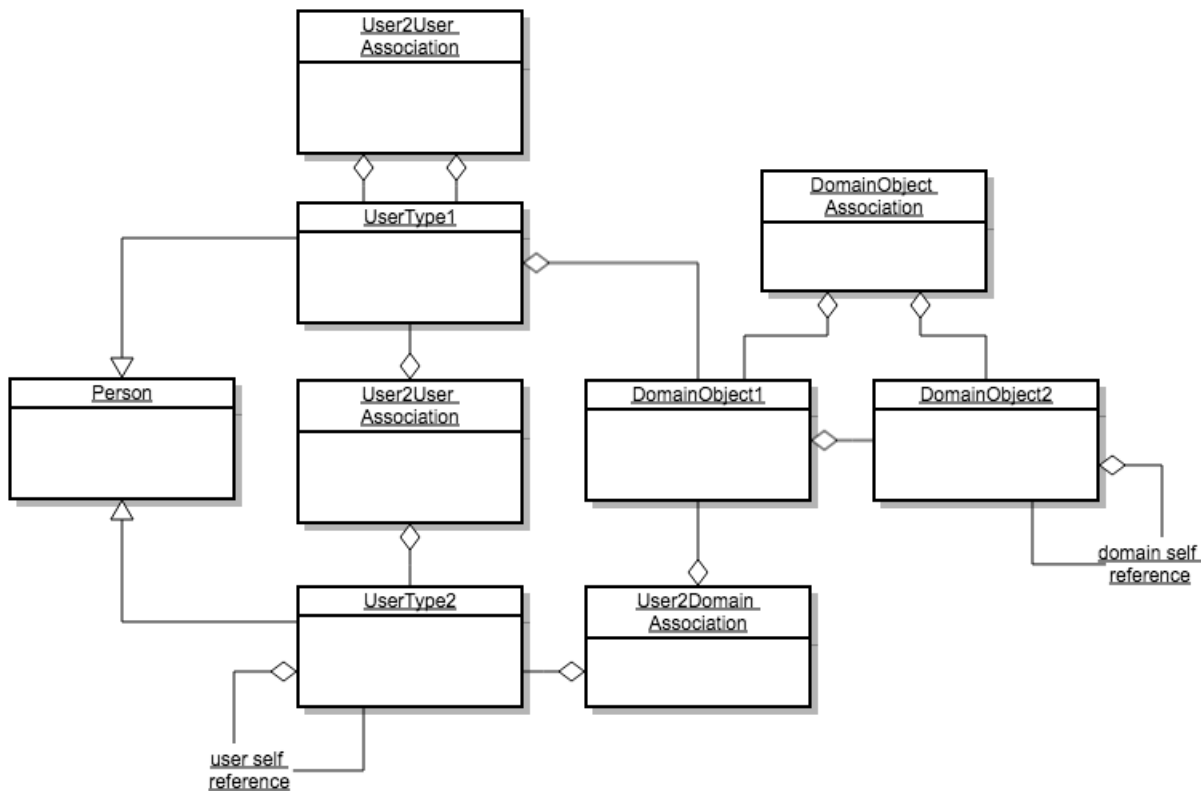 User2User
Association
DomainObject
Association
UserType1
Person
User2User
Association
DomainObject1
DomainObject2
domain self
reference
UserType2
User2Domain
Association
user self
reference